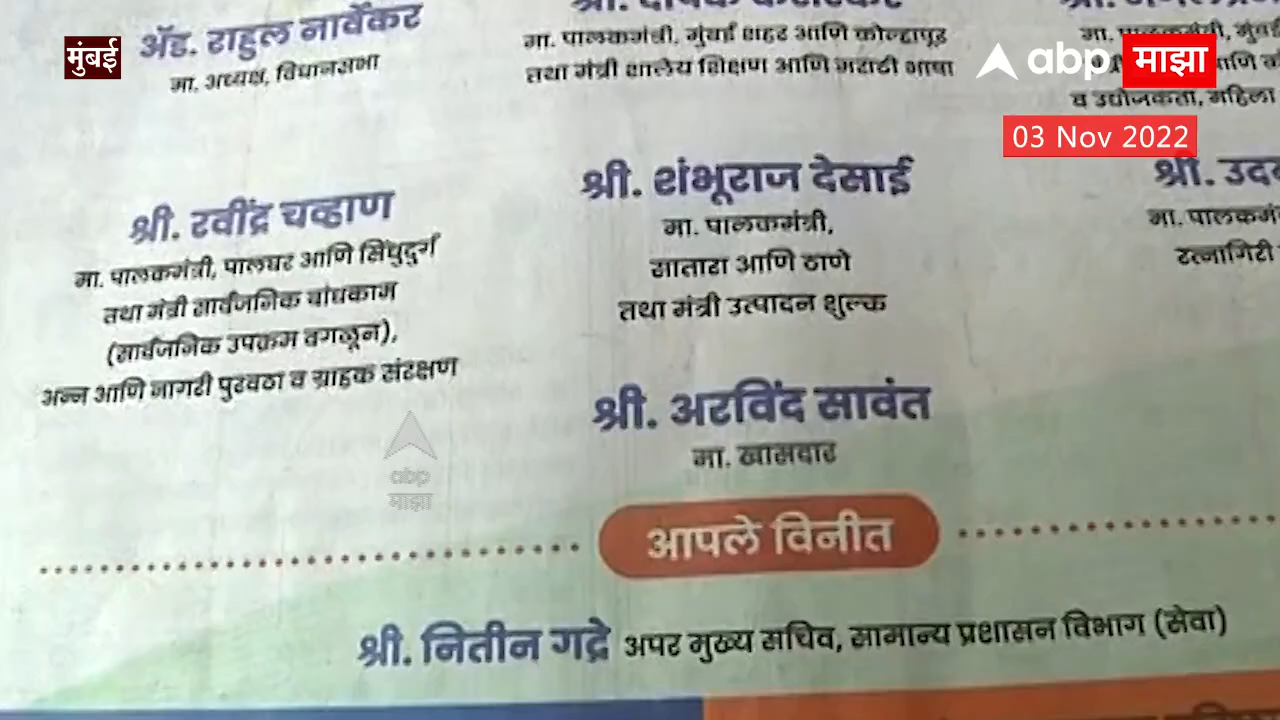 मुंबई
abp माझा
03 Nov 2022
ॲड. राहुल नार्वेकर
मा. अध्यक्ष, विधानसभा
मा. पालकमंत्री, मुंबई शहर आणि कोल्हापूर
तथा मंत्री शालेय शिक्षण आणि मराठी भाषा
व उद्योजकता, महिला
श्री. रवींद्र चव्हाण
मा. पालकमंत्री, पालघर आणि सिंधुदुर्ग
तथा मंत्री सार्वजनिक बांधकाम
(सार्वजनिक उपक्रम वगळून),
अन्न आणि नागरी पुरवठा व ग्राहक संरक्षण
श्री. शंभूराज देसाई
मा. पालकमंत्री,
सातारा आणि ठाणे
तथा मंत्री उत्पादन शुल्क
श्री.
मा.
रत्नागिरी
श्री. अरविंद सावंत
मा. खासदार
abp
माझा
आपले विनीत
श्री. नितीन गद्रे अपर मुख्य सचिव, सामान्य प्रशासन विभाग (सेवा)